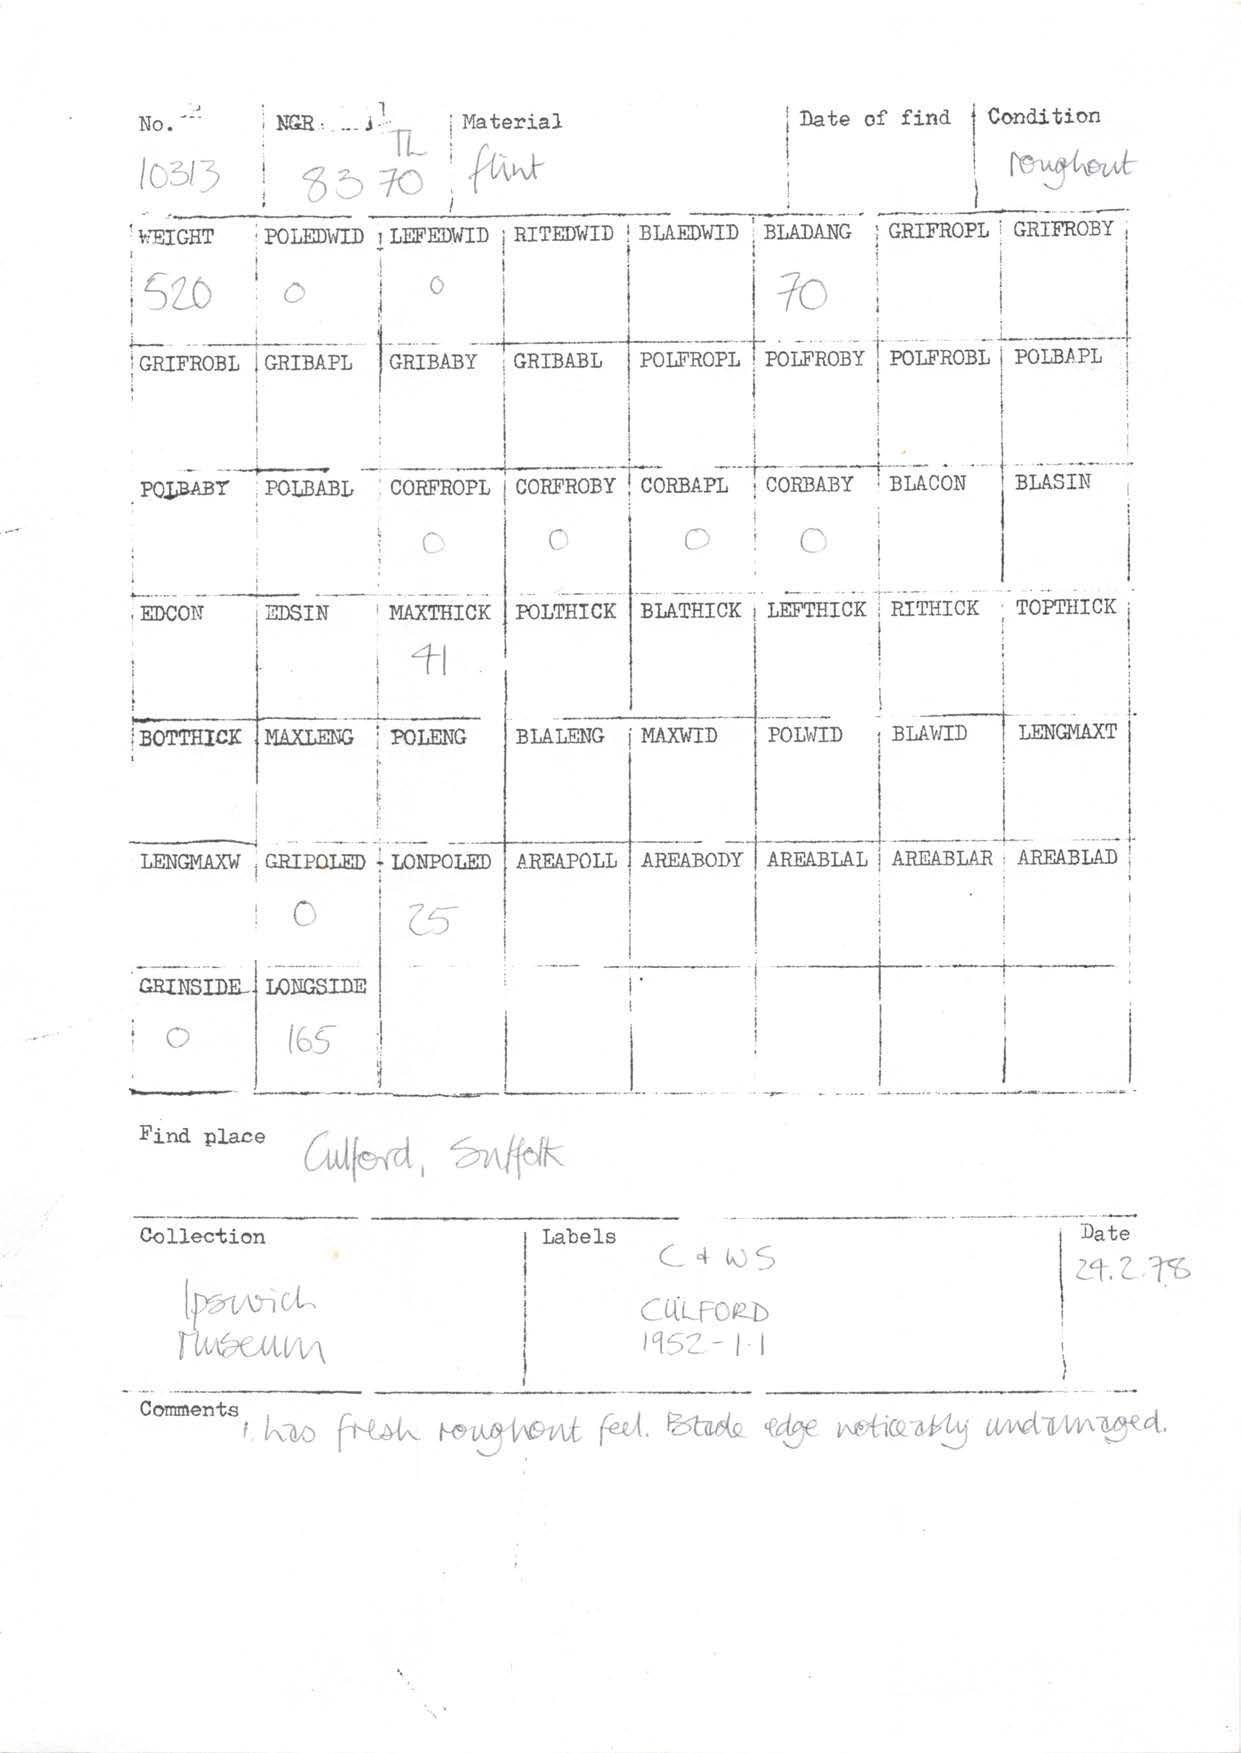 No. NGR Material Date of find Condition
10313 TL 83 70 flint roughout
WEIGHT POLEDWID LEFEDWID RITEDWID BLAEDWID BLADANG GRIFROPL GRIFROBY
520 0 0 70
GRIFROBL GRIBAPL GRIBABY GRIBABL POLFROPL POLFROBY POLFROBL POLBAPL
POLBABY POLBABL CORFROPL CORFROBY CORBAPL CORBABY BLACON BLASIN
0 0 0 0
EDCON EDSIN MAXTHICK POLTHICK BLATHICK LEFTHICK RITHICK TOPTHICK
41
BOTTHICK MAXLENG POLENG BLALENG MAXWID POLWID BLAWID LENGMAXT
LENGMAXW GRIPOLED LONPOLED AREAPOLL AREABODY AREABLAL AREABLAR AREABLAD
0 25
GRINSIDE LONGSIDE
0 165
Find place Culford, Suffolk
Collection Labels Date
Ipswich
Museum
C + WS
CULFORD
1952-1.1
24.2.78
Comments 1. has fresh roughout feel. Blade edge noticeably undamaged.